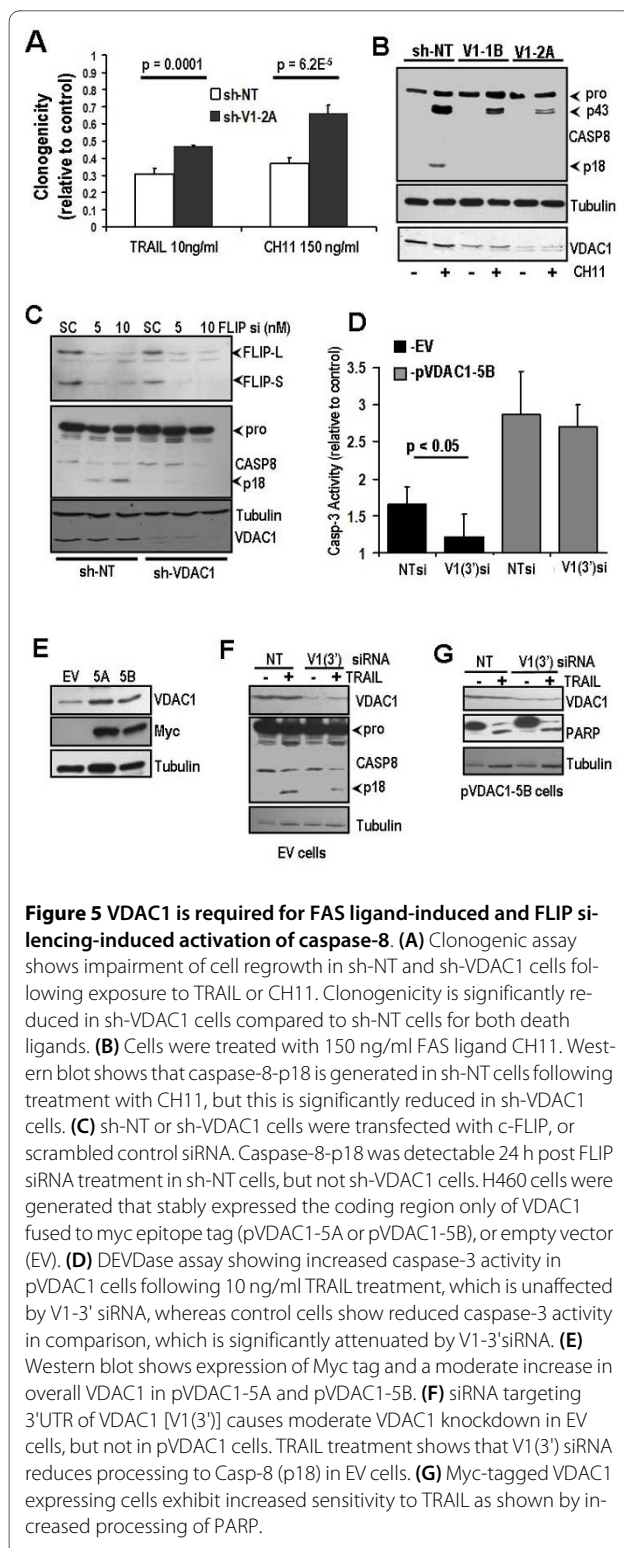 A
p = 0.0001
p = 6.2E-5
sh-NT
sh-V1-2A
Clonogenicity
(relative to control)
1
0.9
0.8
0.7
0.6
0.5
0.4
0.3
0.2
0.1
0
TRAIL 10ng/ml
CH11 150 ng/ml
B
sh-NT V1-1B V1-2A
pro
p43
CASP8
p18
Tubulin
VDAC1
- + - + - + CH11
C
SC 5 10 SC 5 10 FLIP si (nM)
FLIP-L
FLIP-S
pro
CASP8
p18
Tubulin
VDAC1
sh-NT sh-VDAC1
D
-EV
-pVDAC1-5B
Casp-3 Activity (relative to control)
3.5
3
2.5
2
1.5
1
p < 0.05
NTsi V1(3')si NTsi V1(3')si
E
EV 5A 5B
VDAC1
Myc
Tubulin
F
NT V1(3') siRNA
- + - + TRAIL
VDAC1
pro
CASP8
p18
Tubulin
EV cells
G
NT V1(3') siRNA
- + - + TRAIL
VDAC1
PARP
Tubulin
pVDAC1-5B cells
Figure 5 VDAC1 is required for FAS ligand-induced and FLIP si-
lencing-induced activation of caspase-8. (A) Clonogenic assay
shows impairment of cell regrowth in sh-NT and sh-VDAC1 cells fol-
lowing exposure to TRAIL or CH11. Clonogenicity is significantly re-
duced in sh-VDAC1 cells compared to sh-NT cells for both death
ligands. (B) Cells were treated with 150 ng/ml FAS ligand CH11. West-
ern blot shows that caspase-8-p18 is generated in sh-NT cells following
treatment with CH11, but this is significantly reduced in sh-VDAC1
cells. (C) sh-NT or sh-VDAC1 cells were transfected with c-FLIP, or
scrambled control siRNA. Caspase-8-p18 was detectable 24 h post FLIP
siRNA treatment in sh-NT cells, but not sh-VDAC1 cells. H460 cells were
generated that stably expressed the coding region only of VDAC1
fused to myc epitope tag (pVDAC1-5A or pVDAC1-5B), or empty vector
(EV). (D) DEVDase assay showing increased caspase-3 activity in
pVDAC1 cells following 10 ng/ml TRAIL treatment, which is unaffected
by V1-3' siRNA, whereas control cells show reduced caspase-3 activity
in comparison, which is significantly attenuated by V1-3'siRNA. (E)
Western blot shows expression of Myc tag and a moderate increase in
overall VDAC1 in pVDAC1-5A and pVDAC1-5B. (F) siRNA targeting
3'UTR of VDAC1 [V1(3')] causes moderate VDAC1 knockdown in EV
cells, but not in pVDAC1 cells. TRAIL treatment shows that V1(3') siRNA
reduces processing to Casp-8 (p18) in EV cells. (G) Myc-tagged VDAC1
expressing cells exhibit increased sensitivity to TRAIL as shown by in-
creased processing of PARP.